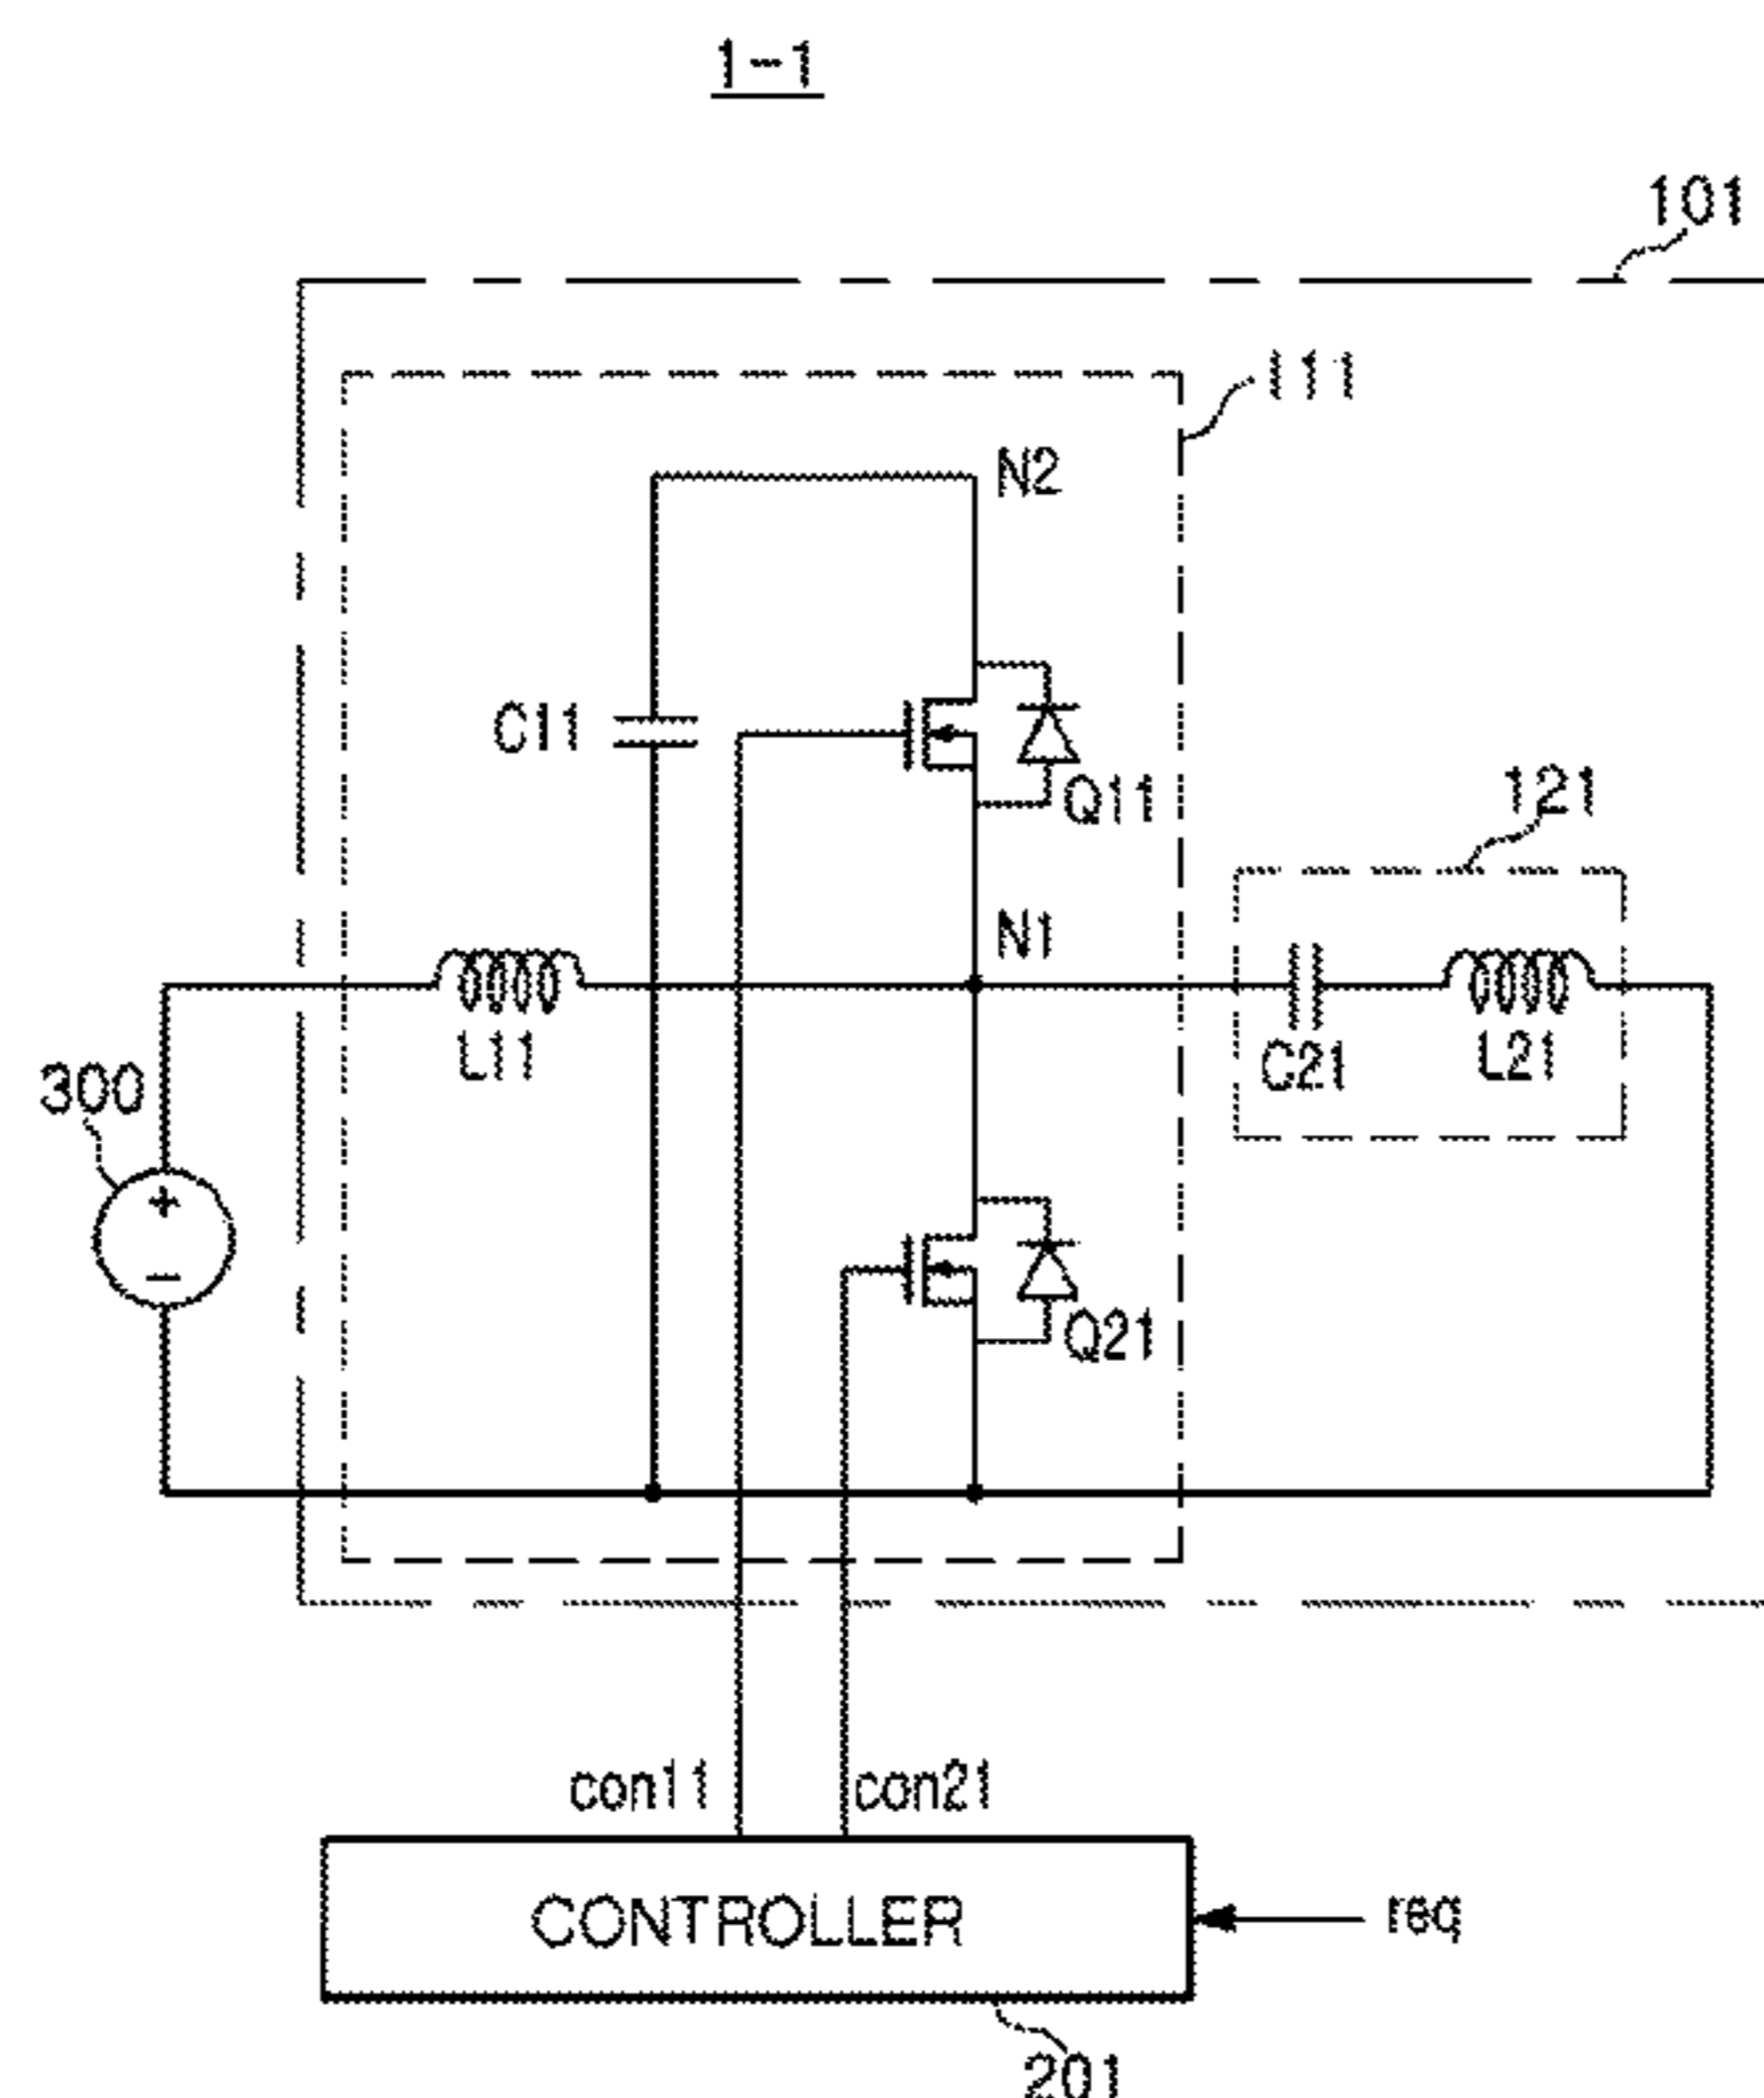 1-1
101
111
N2
C11
Q11
121
N1
L11
C21
L21
300
+
−
Q21
con11
con21
CONTROLLER
req
201